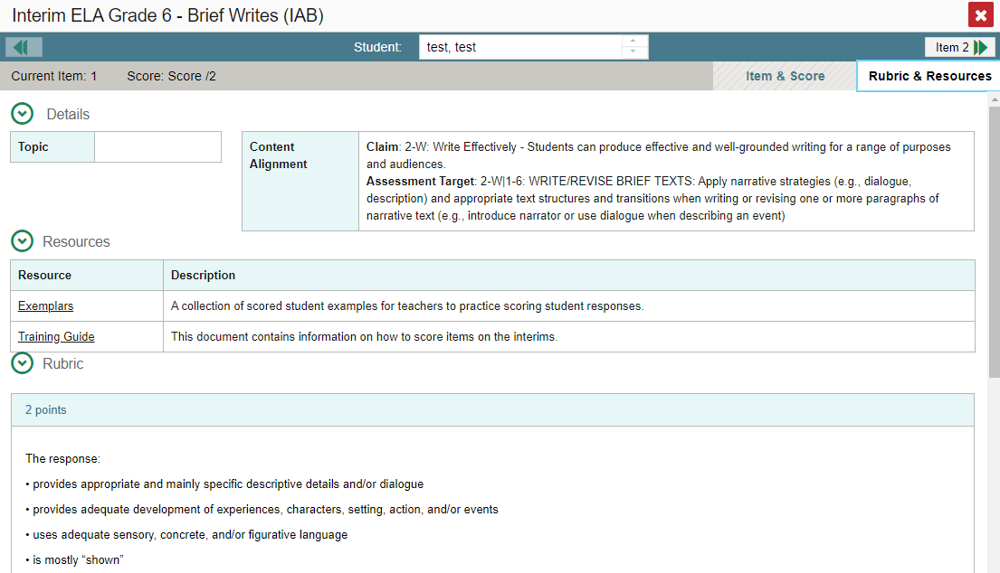 Interim ELA Grade 6 - Brief Writes (IAB)
Student: test, test
Item 2
Current Item: 1 Score: Score /2
Item & Score
Rubric & Resources
Details
Topic
Content
Alignment
Claim: 2-W: Write Effectively - Students can produce effective and well-grounded writing for a range of purposes
and audiences.
Assessment Target: 2-W|1-6: WRITE/REVISE BRIEF TEXTS: Apply narrative strategies (e.g., dialogue,
description) and appropriate text structures and transitions when writing or revising one or more paragraphs of
narrative text (e.g., introduce narrator or use dialogue when describing an event)
Resources
Resource Description
Exemplars A collection of scored student examples for teachers to practice scoring student responses.
Training Guide This document contains information on how to score items on the interims.
Rubric
2 points
The response:
• provides appropriate and mainly specific descriptive details and/or dialogue
• provides adequate development of experiences, characters, setting, action, and/or events
• uses adequate sensory, concrete, and/or figurative language
• is mostly “shown”